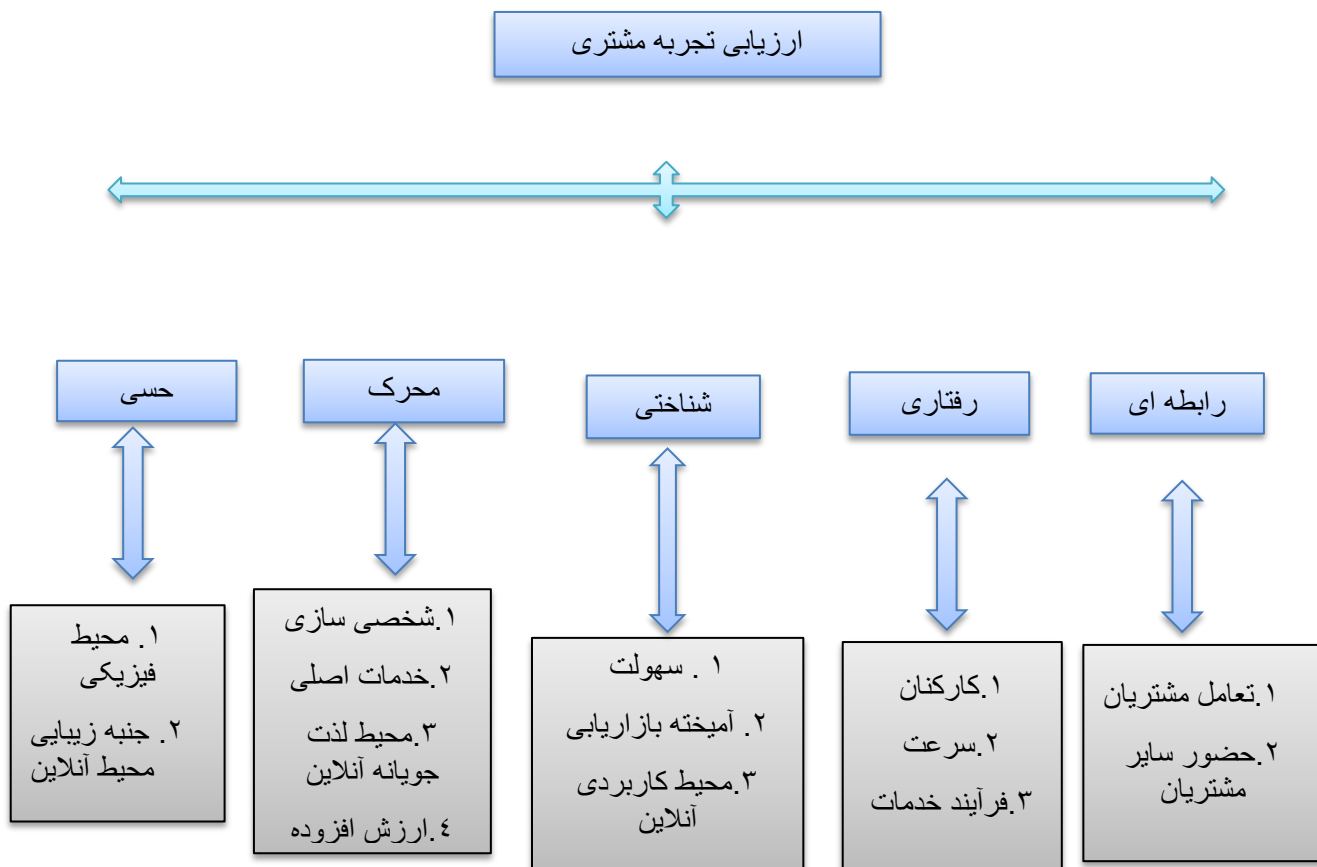 ارزیابی تجربه مشتری
رابطه ای
رفتاری
شناختی
محرک
حسی
۱.تعامل مشتریان
۲.حضور سایر
مشتریان
۱.کارکنان
۲.سرعت
۳.فرآیند خدمات
۱ . سهولت
۲. آمیخته بازاریابی
۳.محیط کاربردی
آنلاین
۱.شخصی سازی
۲.خدمات اصلی
۳.محیط لذت
جویانه آنلاین
٤.ارزش افزوده
۱. محیط
فیزیکی
۲. جنبه زیبایی
محیط آنلاین